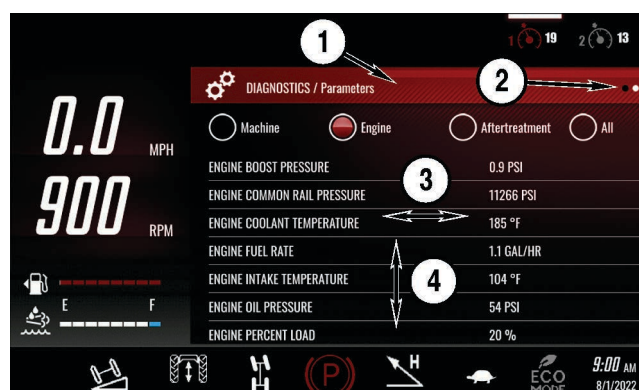 1 19 2 13
1
2
DIAGNOSTICS / Parameters
0.0 MPH
Machine Engine Aftertreatment All
ENGINE BOOST PRESSURE 0.9 PSI
3
ENGINE COMMON RAIL PRESSURE 11266 PSI
900 RPM
ENGINE COOLANT TEMPERATURE 185 °F
ENGINE FUEL RATE 1.1 GAL/HR
4
ENGINE INTAKE TEMPERATURE 104 °F
E F
ENGINE OIL PRESSURE 54 PSI
ENGINE PERCENT LOAD 20 %
P H ECO MODE
9:00 AM
8/1/2022